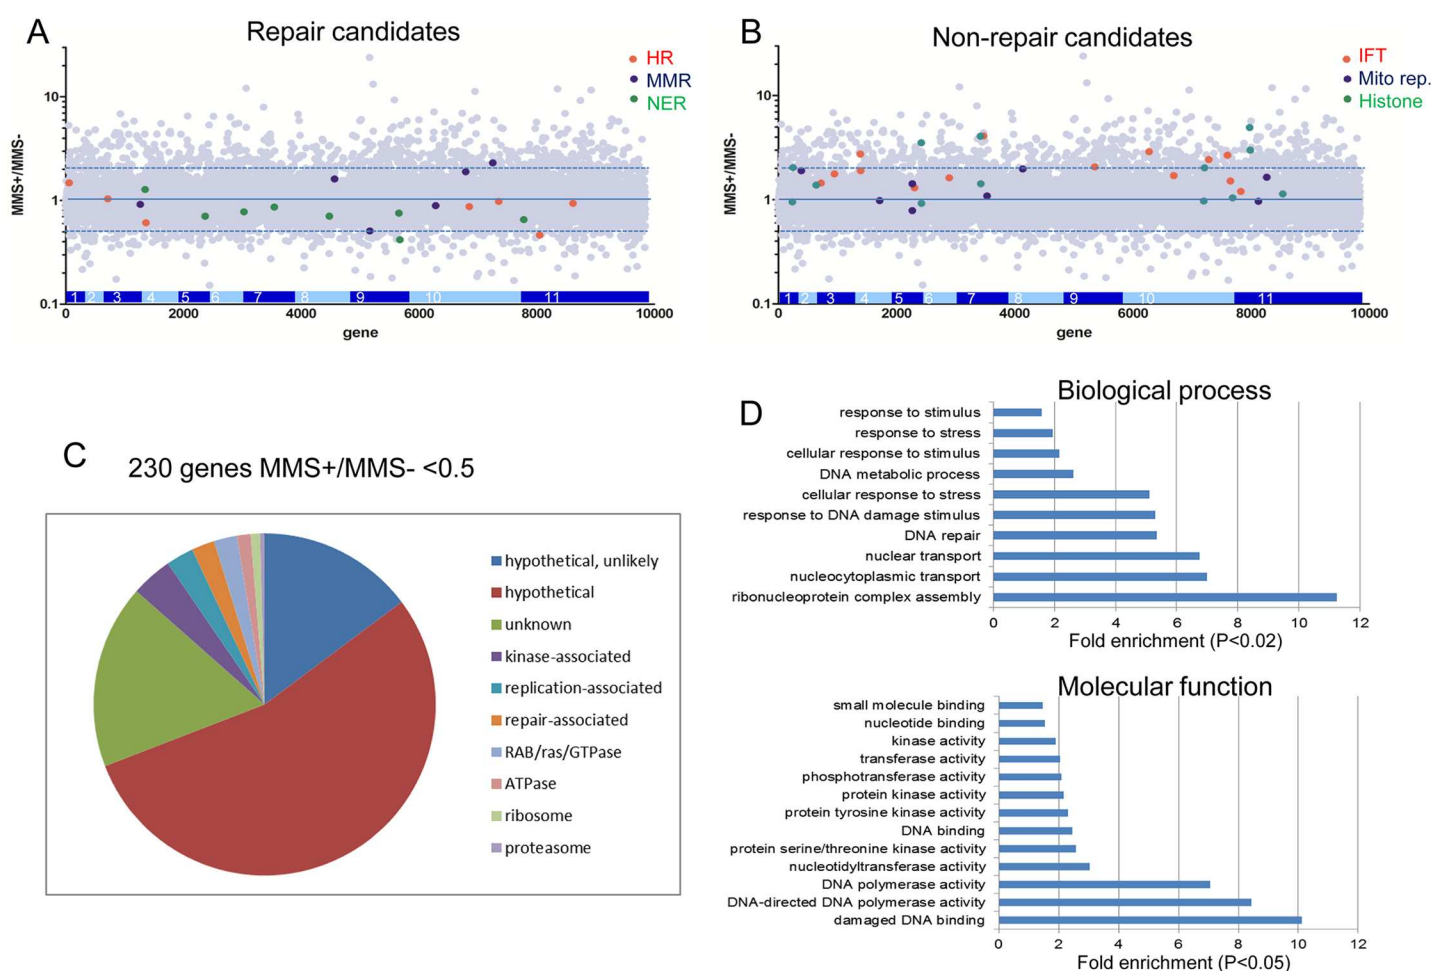 A
Repair candidates
HR
MMR
NER
MMS+/MMS-
10
1
0.1
1 2 3 4 5 6 7 8 9 10 11
0 2000 4000 6000 8000 10000
gene
B
Non-repair candidates
IFT
Mito rep.
Histone
MMS+/MMS-
10
1
0.1
1 2 3 4 5 6 7 8 9 10 11
0 2000 4000 6000 8000 10000
gene
C
230 genes MMS+/MMS- <0.5
hypothetical, unlikely
hypothetical
unknown
kinase-associated
replication-associated
repair-associated
RAB/ras/GTPase
ATPase
ribosome
proteasome
D
Biological process
response to stimulus
response to stress
cellular response to stimulus
DNA metabolic process
cellular response to stress
response to DNA damage stimulus
DNA repair
nuclear transport
nucleocytoplasmic transport
ribonucleoprotein complex assembly
0 2 4 6 8 10 12
Fold enrichment (P<0.02)
Molecular function
small molecule binding
nucleotide binding
kinase activity
transferase activity
phosphotransferase activity
protein kinase activity
protein tyrosine kinase activity
DNA binding
protein serine/threonine kinase activity
nucleotidyltransferase activity
DNA polymerase activity
DNA-directed DNA polymerase activity
damaged DNA binding
0 2 4 6 8 10 12
Fold enrichment (P<0.05)